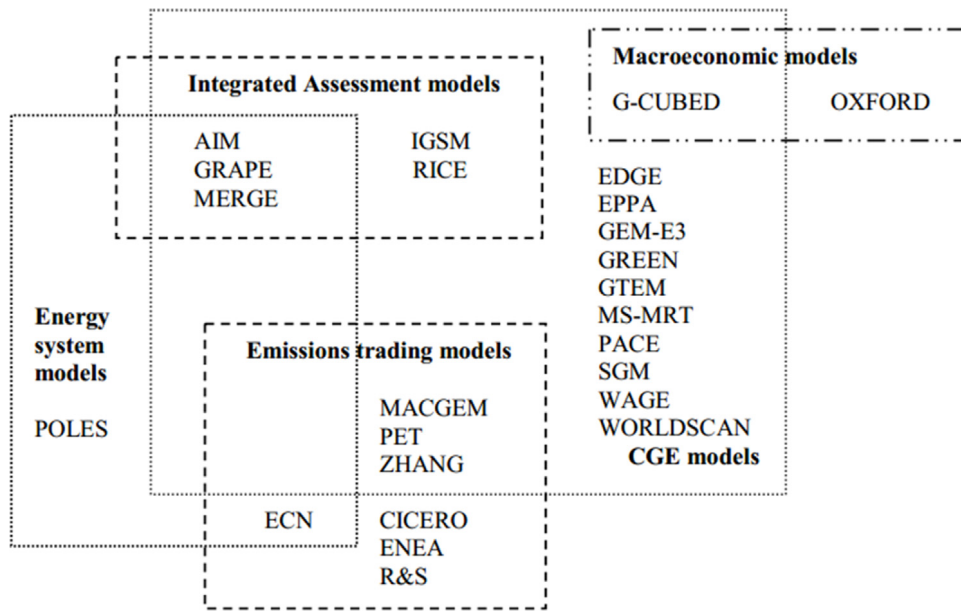 Integrated Assessment models
AIM
GRAPE
MERGE
IGSM
RICE
Macroeconomic models
G-CUBED
OXFORD
EDGE
EPPA
GEM-E3
GREEN
GTEM
MS-MRT
PACE
SGM
WAGE
WORLDSCAN
CGE models
Energy
system
models
POLES
Emissions trading models
MACGEM
PET
ZHANG
ECN
CICERO
ENEA
R&S